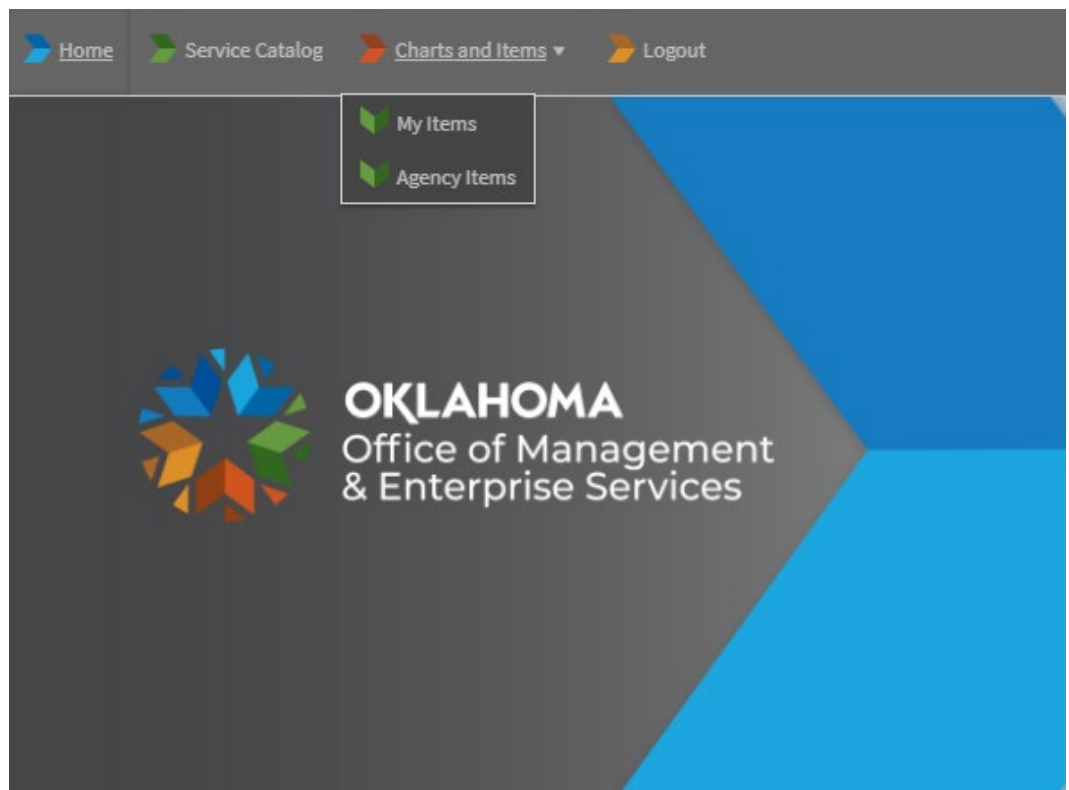 Home Service Catalog Charts and Items ▾ Logout
My Items
Agency Items
OKLAHOMA
Office of Management
& Enterprise Services